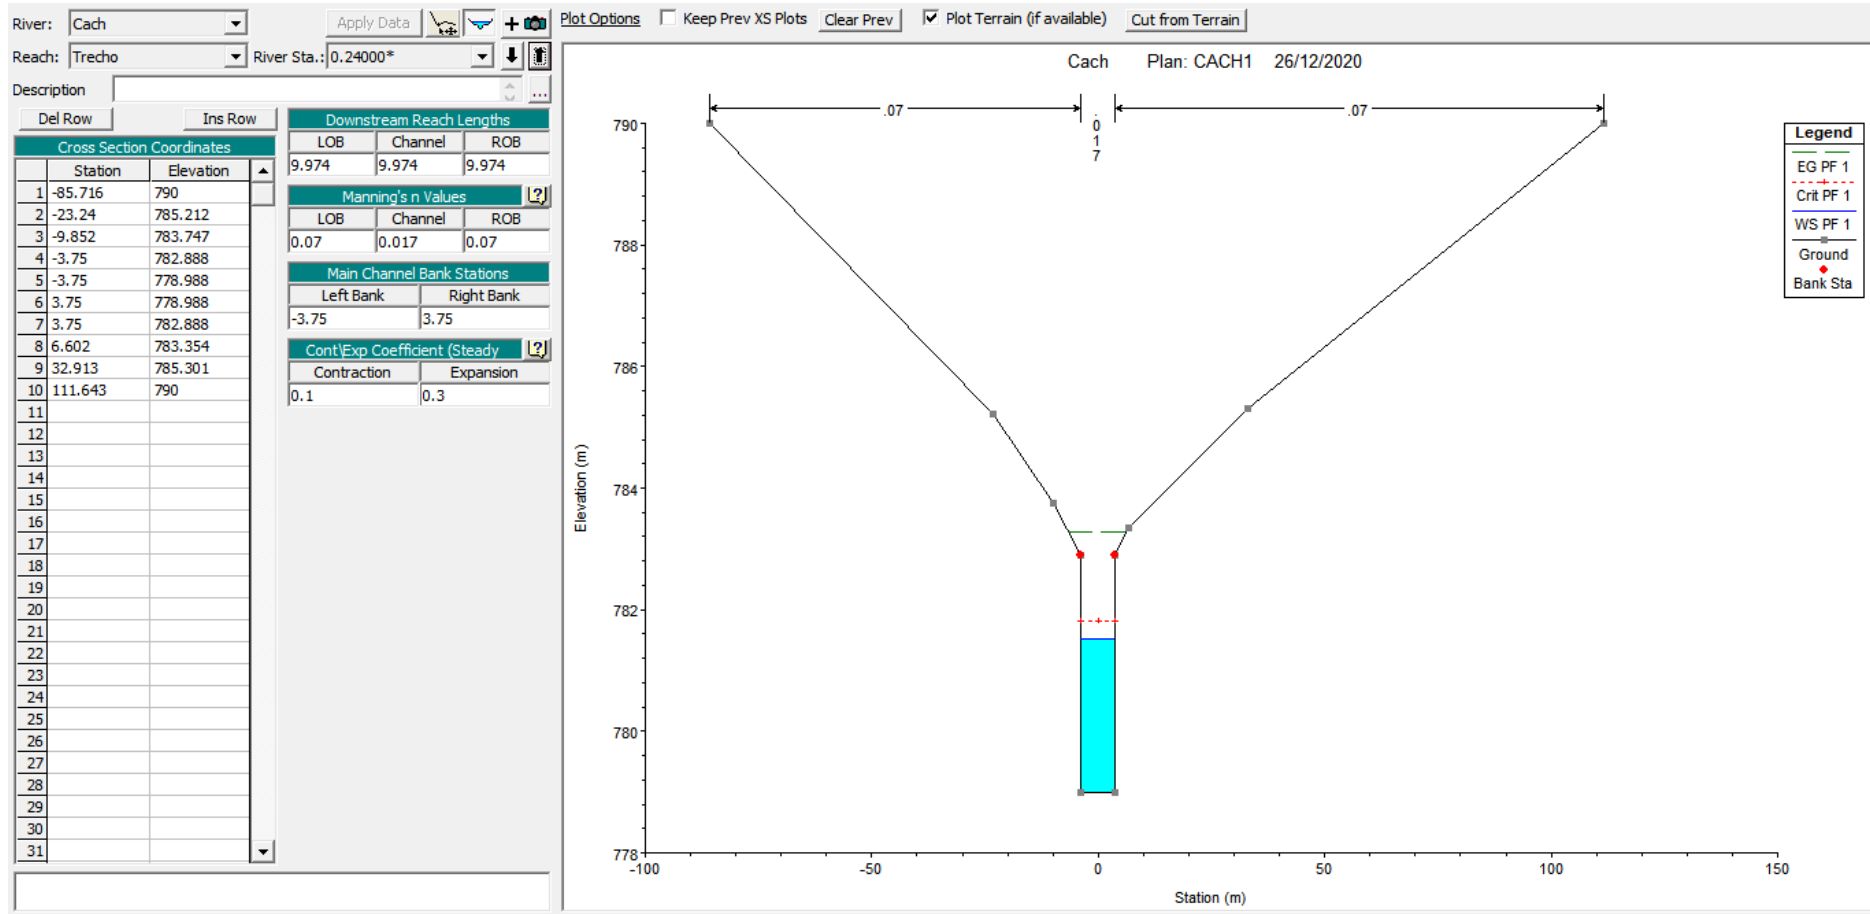 River: Cach Apply Data
Reach: Trecho River Sta.: 0.24000*
Description ...
Del Row Ins Row
Cross Section Coordinates
Station Elevation
1 -85.716 790
2 -23.24 785.212
3 -9.852 783.747
4 -3.75 782.888
5 -3.75 778.988
6 3.75 778.988
7 3.75 782.888
8 6.602 783.354
9 32.913 785.301
10 111.643 790
11
12
13
14
15
16
17
18
19
20
21
22
23
24
25
26
27
28
29
30
31
Downstream Reach Lengths
LOB Channel ROB
9.974 9.974 9.974
Manning's n Values
LOB Channel ROB
0.07 0.017 0.07
Main Channel Bank Stations
Left Bank Right Bank
-3.75 3.75
Cont\Exp Coefficient (Steady
Contraction Expansion
0.1 0.3
Plot Options Keep Prev XS Plots Clear Prev Plot Terrain (if available) Cut from Terrain
Cach Plan: CACH1 26/12/2020
.07 .017 .07
790
788
786
784
782
780
778
Elevation (m)
-100 -50 0 50 100 150
Station (m)
Legend
EG PF 1
Crit PF 1
WS PF 1
Ground
Bank Sta